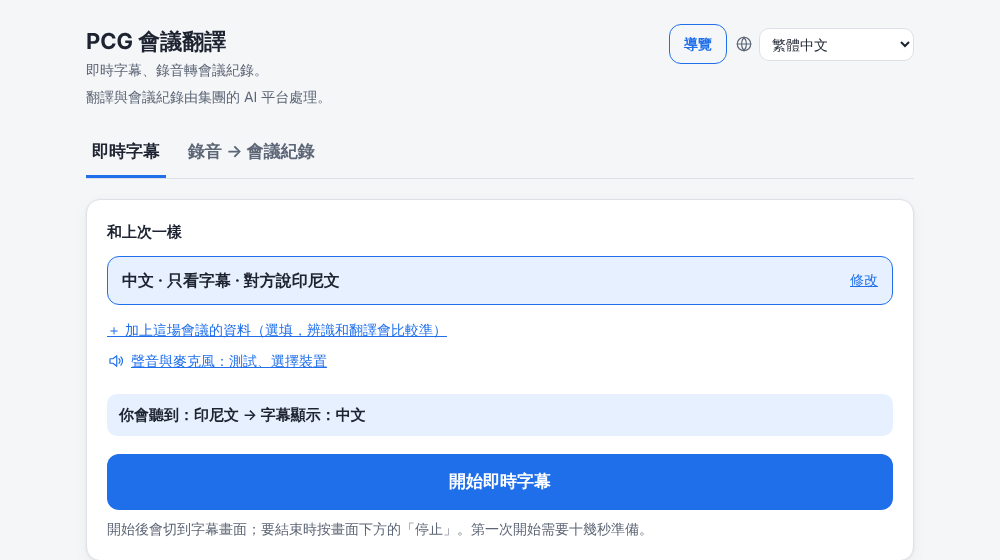 PCG 會議翻譯
即時字幕、錄音轉會議紀錄。
翻譯與會議紀錄由集團的 AI 平台處理。
導覽
繁體中文
即時字幕
錄音 → 會議紀錄
和上次一樣
中文 · 只看字幕 · 對方說印尼文
修改
＋ 加上這場會議的資料（選填，辨識和翻譯會比較準）
聲音與麥克風：測試、選擇裝置
你會聽到：印尼文 → 字幕顯示：中文
開始即時字幕
開始後會切到字幕畫面；要結束時按畫面下方的「停止」。第一次開始需要十幾秒準備。